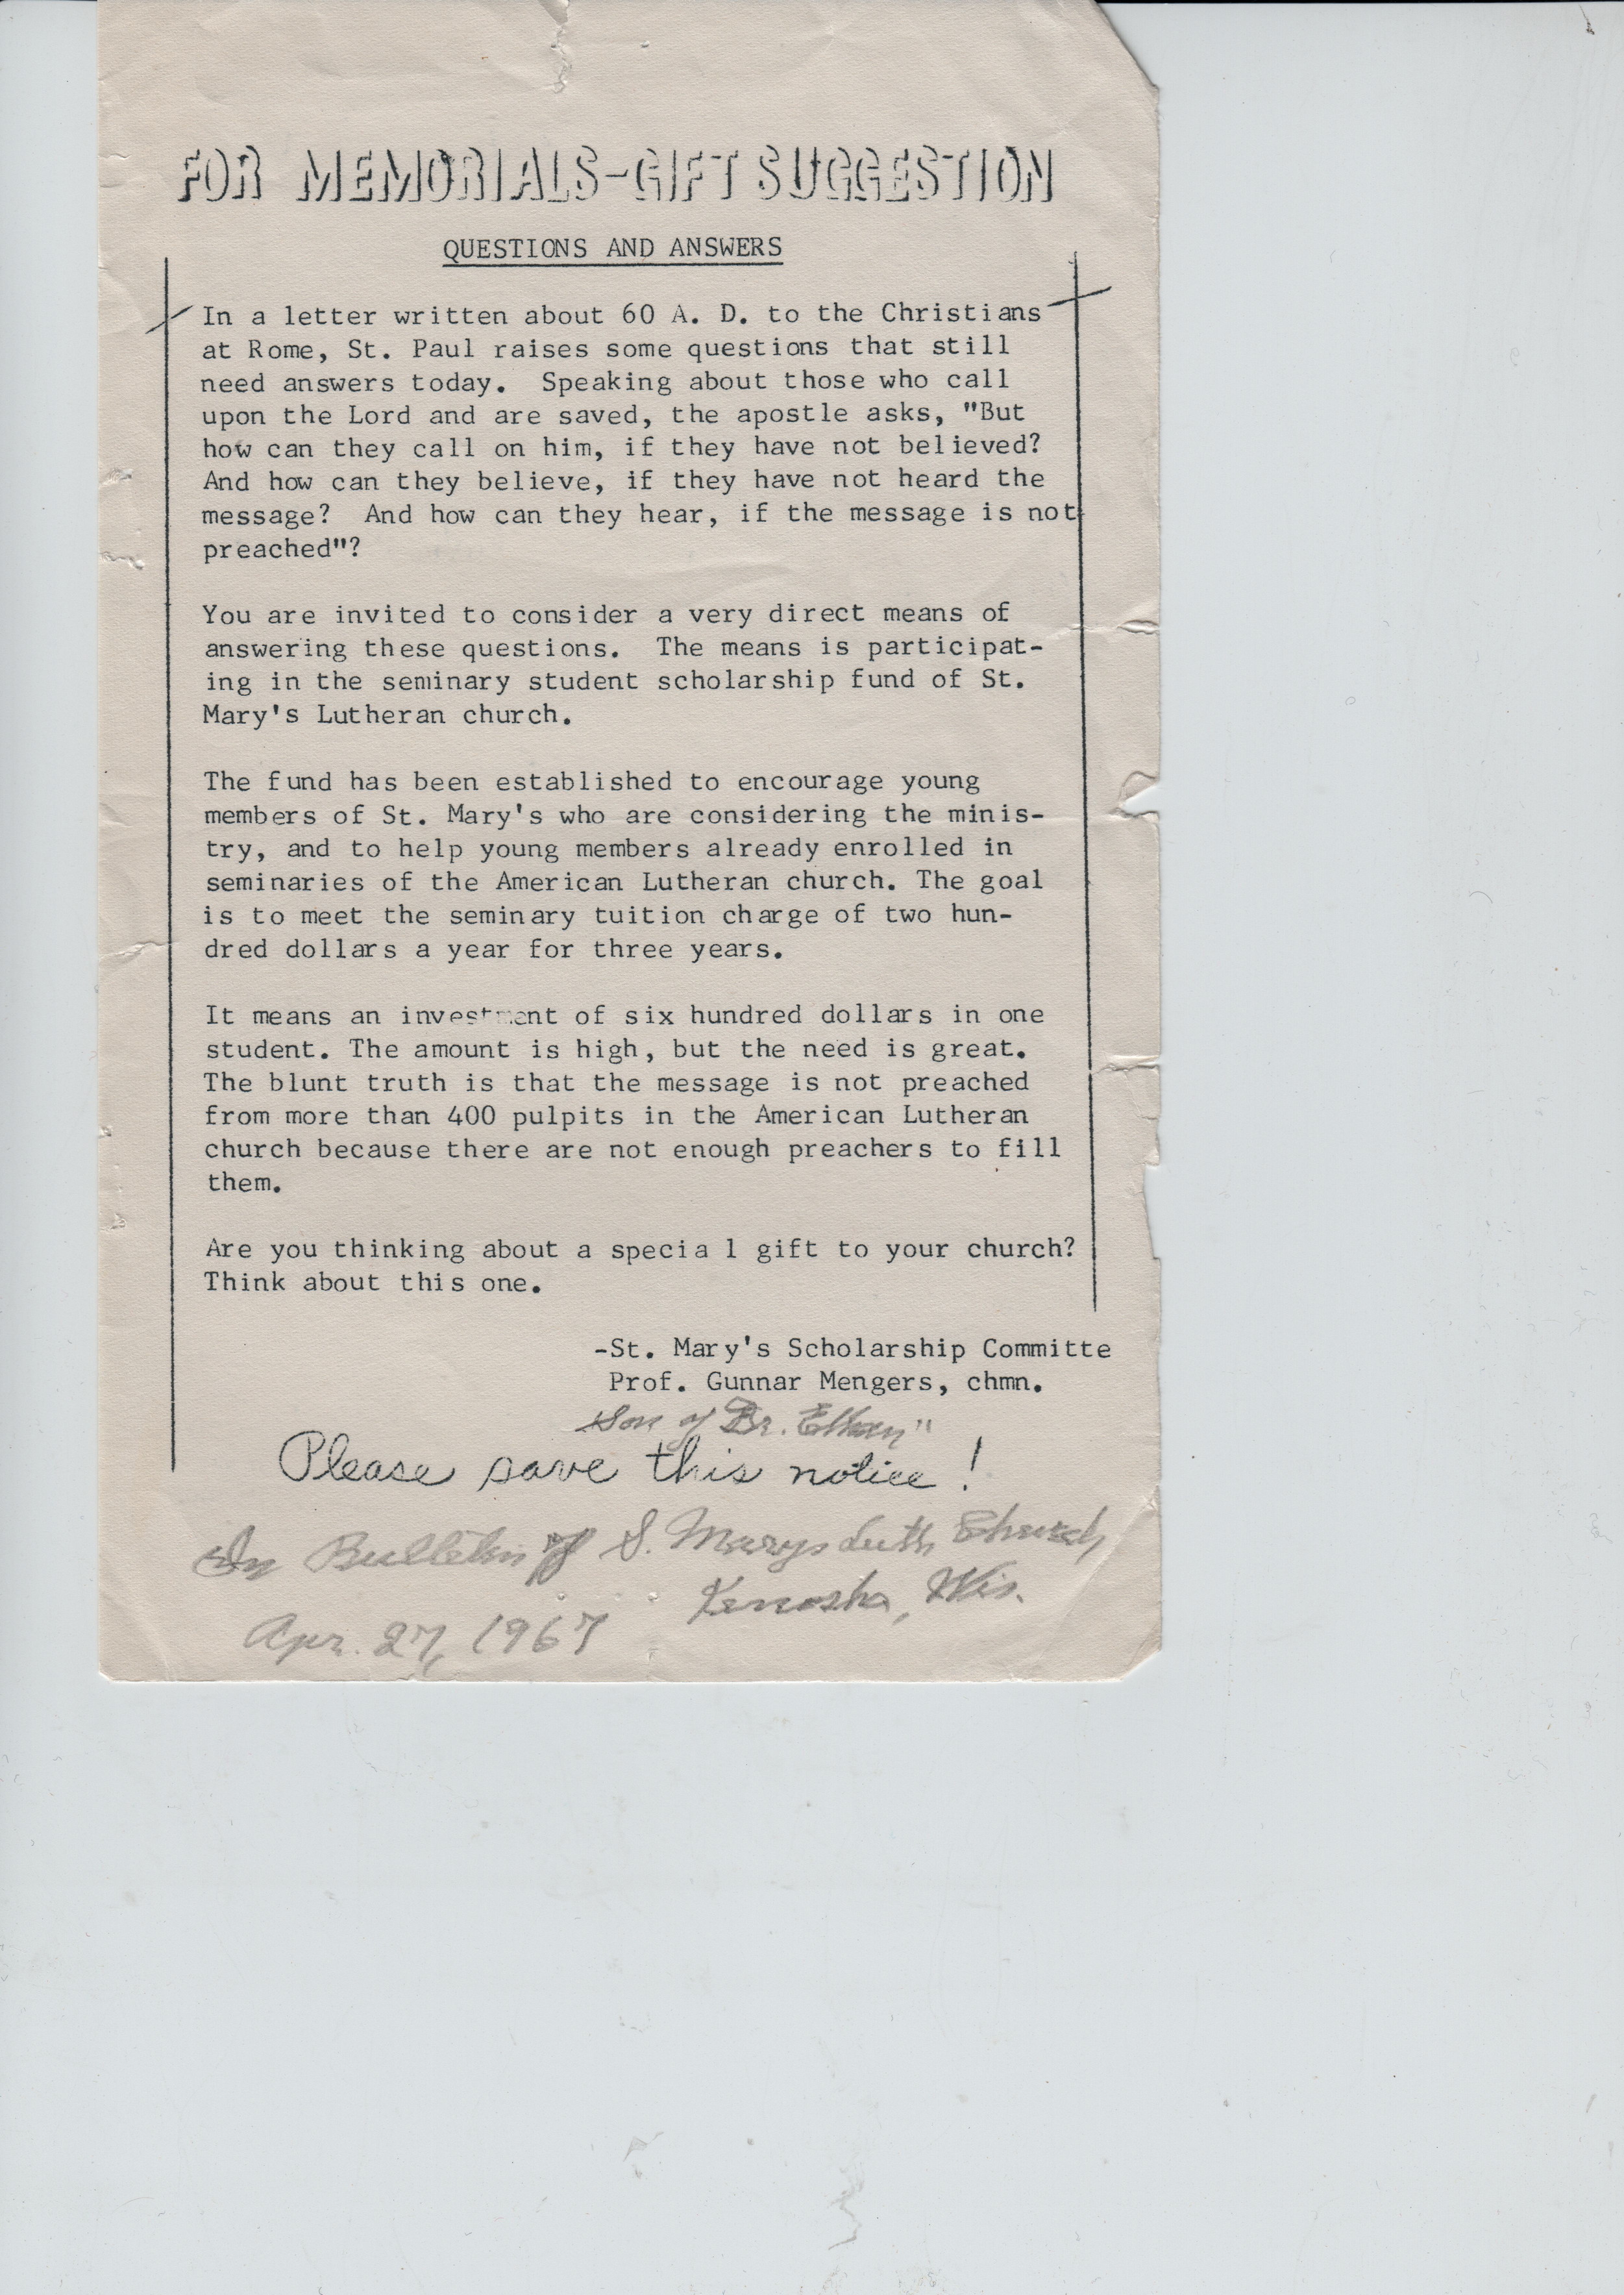 FOR MEMORIALS-GIFT SUGGESTION
QUESTIONS AND ANSWERS
In a letter written about 60 A. D. to the Christians
at Rome, St. Paul raises some questions that still
need answers today.  Speaking about those who call
upon the Lord and are saved, the apostle asks, "But
how can they call on him, if they have not believed?
And how can they believe, if they have not heard the
message?  And how can they hear, if the message is not
preached"?
You are invited to consider a very direct means of
answering these questions.  The means is participat-
ing in the seminary student scholarship fund of St.
Mary's Lutheran church.
The fund has been established to encourage young
members of St. Mary's who are considering the minis-
try, and to help young members already enrolled in
seminaries of the American Lutheran church. The goal
is to meet the seminary tuition charge of two hun-
dred dollars a year for three years.
It means an investment of six hundred dollars in one
student. The amount is high, but the need is great.
The blunt truth is that the message is not preached
from more than 400 pulpits in the American Lutheran
church because there are not enough preachers to fill
them.
Are you thinking about a specia l gift to your church?
Think about this one.
-St. Mary's Scholarship Committe
Prof. Gunnar Mengers, chmn.
Son of Dr.
Please save this notice!
In Bulletin of S. Marys Luth Church
Kenosha, Wis.
Apr. 27, 1967